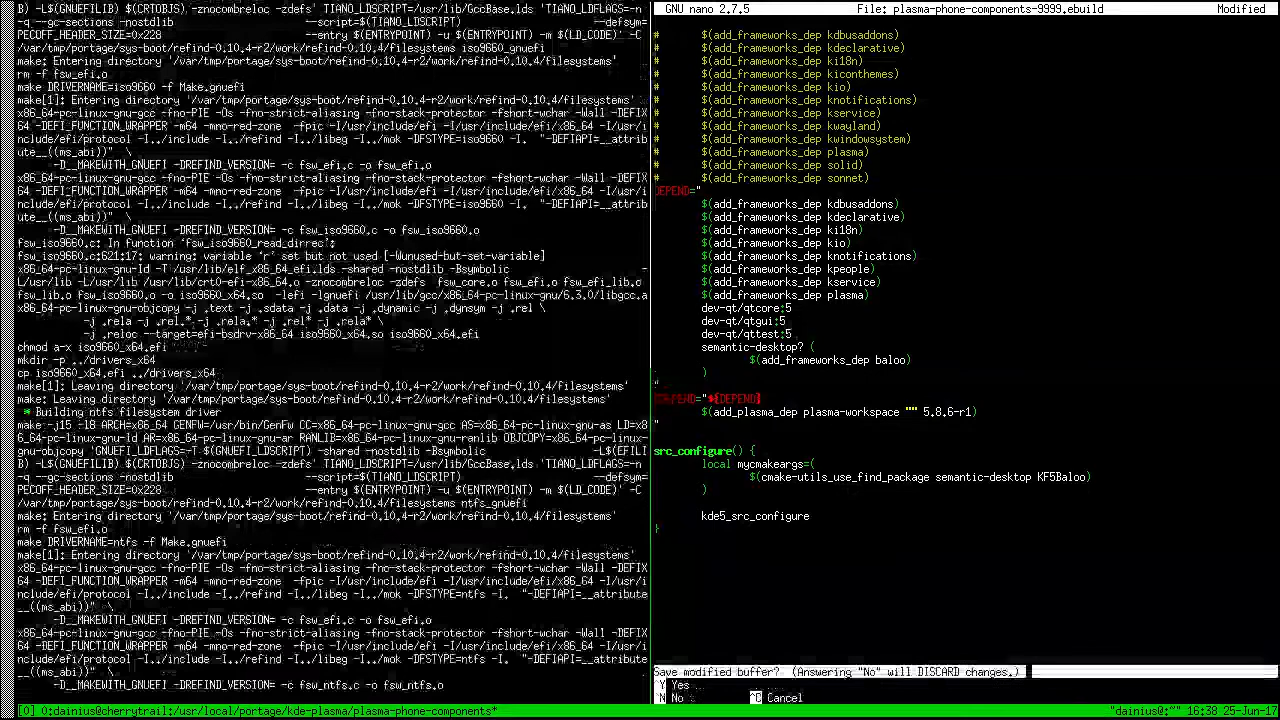 B) -L$(GNUEFILIB) $(CRTOBJS) -znocombreloc -zdefs' TIANO_LDSCRIPT=/usr/lib/GccBase.lds 'TIANO_LDFLAGS=-n
-q --gc-sections -nostdlib --script=$(TIANO_LDSCRIPT) --defsym=
PECOFF_HEADER_SIZE=0x228 --entry $(ENTRYPOINT) -u $(ENTRYPOINT) -m $(LD_CODE)' -C
/var/tmp/portage/sys-boot/refind-0.10.4-r2/work/refind-0.10.4/filesystems iso9660_gnuefi
make: Entering directory '/var/tmp/portage/sys-boot/refind-0.10.4-r2/work/refind-0.10.4/filesystems'
rm -f fsw_efi.o
make DRIVERNAME=iso9660 -f Make.gnuefi
make[1]: Entering directory '/var/tmp/portage/sys-boot/refind-0.10.4-r2/work/refind-0.10.4/filesystems'
x86_64-pc-linux-gnu-gcc -fno-PIE -Os -fno-strict-aliasing -fno-stack-protector -fshort-wchar -Wall -DEFIX
64 -DEFI_FUNCTION_WRAPPER -m64 -mno-red-zone -fpic -I/usr/include/efi -I/usr/include/efi/x86_64 -I/usr/i
nclude/efi/protocol -I../include -I../refind -I../libeg -I../mok -DFSTYPE=iso9660 -I. "-DEFIAPI=__attrib
ute__((ms_abi))" \
-D__MAKEWITH_GNUEFI -DREFIND_VERSION= -c fsw_efi.c -o fsw_efi.o
x86_64-pc-linux-gnu-gcc -fno-PIE -Os -fno-strict-aliasing -fno-stack-protector -fshort-wchar -Wall -DEFIX
64 -DEFI_FUNCTION_WRAPPER -m64 -mno-red-zone -fpic -I/usr/include/efi -I/usr/include/efi/x86_64 -I/usr/i
nclude/efi/protocol -I../include -I../refind -I../libeg -I../mok -DFSTYPE=iso9660 -I. "-DEFIAPI=__attrib
ute__((ms_abi))" \
-D__MAKEWITH_GNUEFI -DREFIND_VERSION= -c fsw_iso9660.c -o fsw_iso9660.o
fsw_iso9660.c: In function 'fsw_iso9660_read_dirrec':
fsw_iso9660.c:621:17: warning: variable 'r' set but not used [-Wunused-but-set-variable]
x86_64-pc-linux-gnu-ld -T /usr/lib/elf_x86_64_efi.lds -shared -nostdlib -Bsymbolic -
L/usr/lib -L/usr/lib /usr/lib/crt0-efi-x86_64.o -znocombreloc -zdefs fsw_core.o fsw_efi.o fsw_efi_lib.o
fsw_lib.o fsw_iso9660.o -o iso9660_x64.so -lefi -lgnuefi /usr/lib/gcc/x86_64-pc-linux-gnu/6.3.0/libgcc.a
x86_64-pc-linux-gnu-objcopy -j .text -j .sdata -j .data -j .dynamic -j .dynsym -j .rel \
-j .rela -j .rel.* -j .rela.* -j .rel* -j .rela* \
-j .reloc --target=efi-bsdrv-x86_64 iso9660_x64.so iso9660_x64.efi
chmod a-x iso9660_x64.efi
mkdir -p ../drivers_x64
cp iso9660_x64.efi ../drivers_x64
make[1]: Leaving directory '/var/tmp/portage/sys-boot/refind-0.10.4-r2/work/refind-0.10.4/filesystems'
make: Leaving directory '/var/tmp/portage/sys-boot/refind-0.10.4-r2/work/refind-0.10.4/filesystems'
* Building ntfs filesystem driver
make -j15 -l8 ARCH=x86_64 GENFW=/usr/bin/GenFw CC=x86_64-pc-linux-gnu-gcc AS=x86_64-pc-linux-gnu-as LD=x8
6_64-pc-linux-gnu-ld AR=x86_64-pc-linux-gnu-ar RANLIB=x86_64-pc-linux-gnu-ranlib OBJCOPY=x86_64-pc-linux-
gnu-objcopy 'GNUEFI_LDFLAGS=-T $(GNUEFI_LDSCRIPT) -shared -nostdlib -Bsymbolic -L$(EFILI
B) -L$(GNUEFILIB) $(CRTOBJS) -znocombreloc -zdefs' TIANO_LDSCRIPT=/usr/lib/GccBase.lds 'TIANO_LDFLAGS=-n
-q --gc-sections -nostdlib --script=$(TIANO_LDSCRIPT) --defsym=
PECOFF_HEADER_SIZE=0x228 --entry $(ENTRYPOINT) -u $(ENTRYPOINT) -m $(LD_CODE)' -C
/var/tmp/portage/sys-boot/refind-0.10.4-r2/work/refind-0.10.4/filesystems ntfs_gnuefi
make: Entering directory '/var/tmp/portage/sys-boot/refind-0.10.4-r2/work/refind-0.10.4/filesystems'
rm -f fsw_efi.o
make DRIVERNAME=ntfs -f Make.gnuefi
make[1]: Entering directory '/var/tmp/portage/sys-boot/refind-0.10.4-r2/work/refind-0.10.4/filesystems'
x86_64-pc-linux-gnu-gcc -fno-PIE -Os -fno-strict-aliasing -fno-stack-protector -fshort-wchar -Wall -DEFIX
64 -DEFI_FUNCTION_WRAPPER -m64 -mno-red-zone -fpic -I/usr/include/efi -I/usr/include/efi/x86_64 -I/usr/i
nclude/efi/protocol -I../include -I../refind -I../libeg -I../mok -DFSTYPE=ntfs -I. "-DEFIAPI=__attribute
__((ms_abi))" \
-D__MAKEWITH_GNUEFI -DREFIND_VERSION= -c fsw_efi.c -o fsw_efi.o
x86_64-pc-linux-gnu-gcc -fno-PIE -Os -fno-strict-aliasing -fno-stack-protector -fshort-wchar -Wall -DEFIX
64 -DEFI_FUNCTION_WRAPPER -m64 -mno-red-zone -fpic -I/usr/include/efi -I/usr/include/efi/x86_64 -I/usr/i
nclude/efi/protocol -I../include -I../refind -I../libeg -I../mok -DFSTYPE=ntfs -I. "-DEFIAPI=__attribute
__((ms_abi))" \
-D__MAKEWITH_GNUEFI -DREFIND_VERSION= -c fsw_ntfs.c -o fsw_ntfs.o
GNU nano 2.7.5 File: plasma-phone-components-9999.ebuild Modified
# $(add_frameworks_dep kdbusaddons)
# $(add_frameworks_dep kdeclarative)
# $(add_frameworks_dep ki18n)
# $(add_frameworks_dep kiconthemes)
# $(add_frameworks_dep kio)
# $(add_frameworks_dep knotifications)
# $(add_frameworks_dep kservice)
# $(add_frameworks_dep kwayland)
# $(add_frameworks_dep kwindowsystem)
# $(add_frameworks_dep plasma)
# $(add_frameworks_dep solid)
# $(add_frameworks_dep sonnet)
DEPEND="
$(add_frameworks_dep kdbusaddons)
$(add_frameworks_dep kdeclarative)
$(add_frameworks_dep ki18n)
$(add_frameworks_dep kio)
$(add_frameworks_dep knotifications)
$(add_frameworks_dep kpeople)
$(add_frameworks_dep kservice)
$(add_frameworks_dep plasma)
dev-qt/qtcore:5
dev-qt/qtgui:5
dev-qt/qttest:5
semantic-desktop? (
$(add_frameworks_dep baloo)
)
"
RDEPEND="${DEPEND}
$(add_plasma_dep plasma-workspace "" 5.8.6-r1)
"
src_configure() {
local mycmakeargs=(
$(cmake-utils_use_find_package semantic-desktop KF5Baloo)
)
kde5_src_configure
}
Save modified buffer? (Answering "No" will DISCARD changes.)
Y Yes
N No ^C Cancel
[0] 0:dainius@cherrytrail:/usr/local/portage/kde-plasma/plasma-phone-components* "dainius@:~" 16:38 25-Jun-17